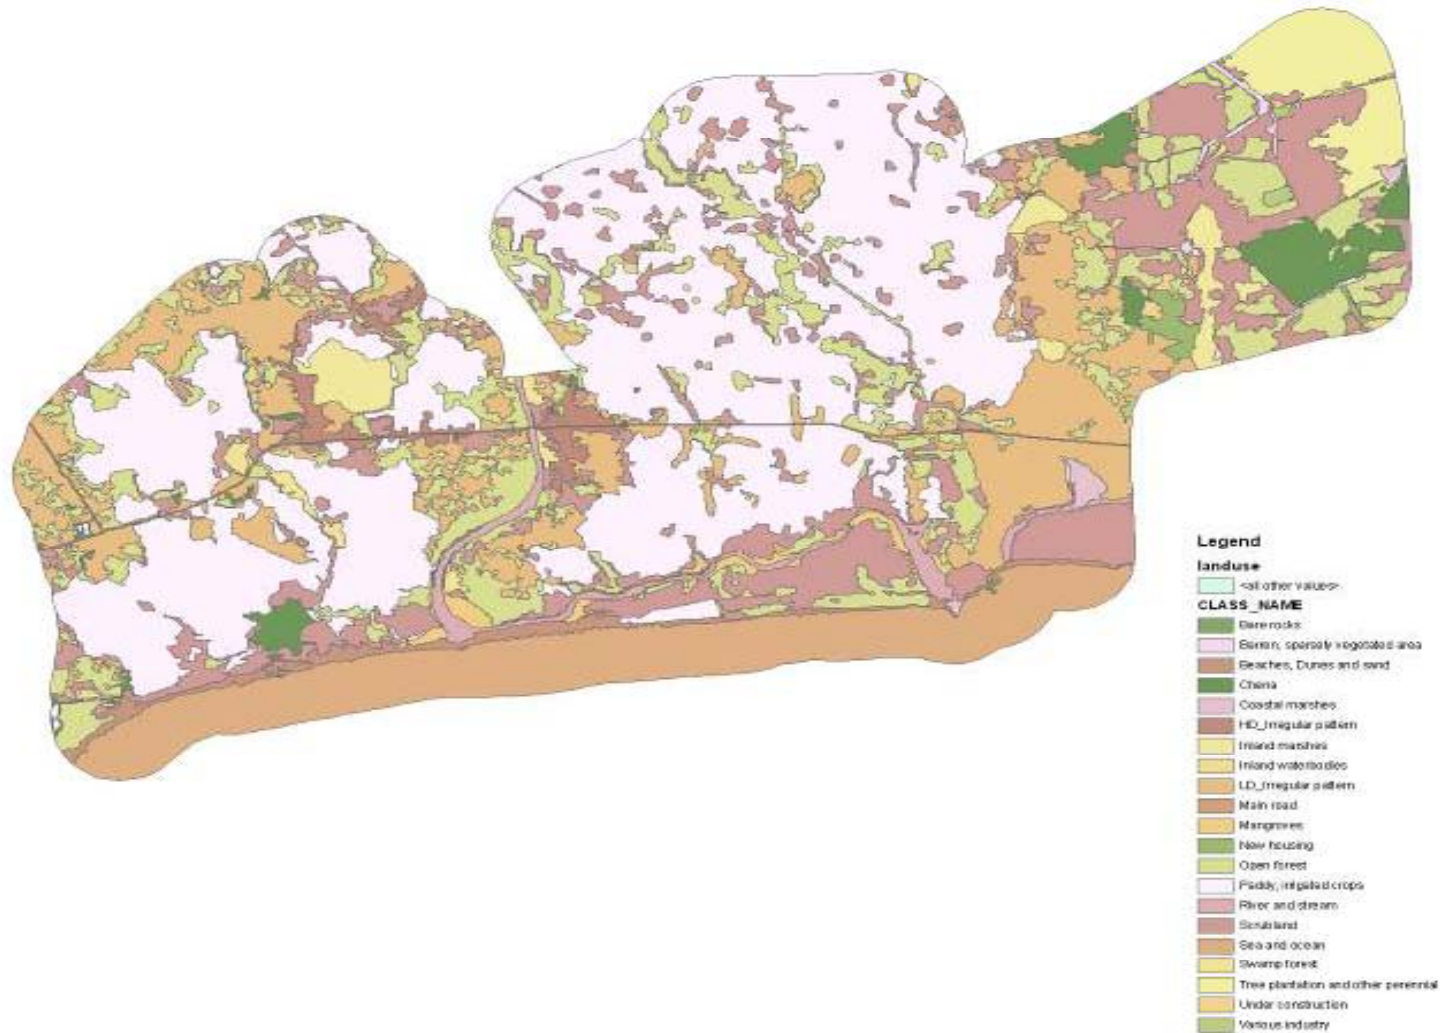 Legend
landuse
<all other values>
CLASS_NAME
Bare rocks
Barren, sparsely vegetated area
Beaches, Dunes and sand
Chena
Coastal marshes
HD_Irregular pattern
Inland marshes
Inland waterbodies
LD_Irregular pattern
Main road
Mangroves
New housing
Open forest
Paddy, irrigated crops
River and stream
Scrubland
Sea and ocean
Swamp forest
Tree plantation and other perennial
Under construction
Various industry